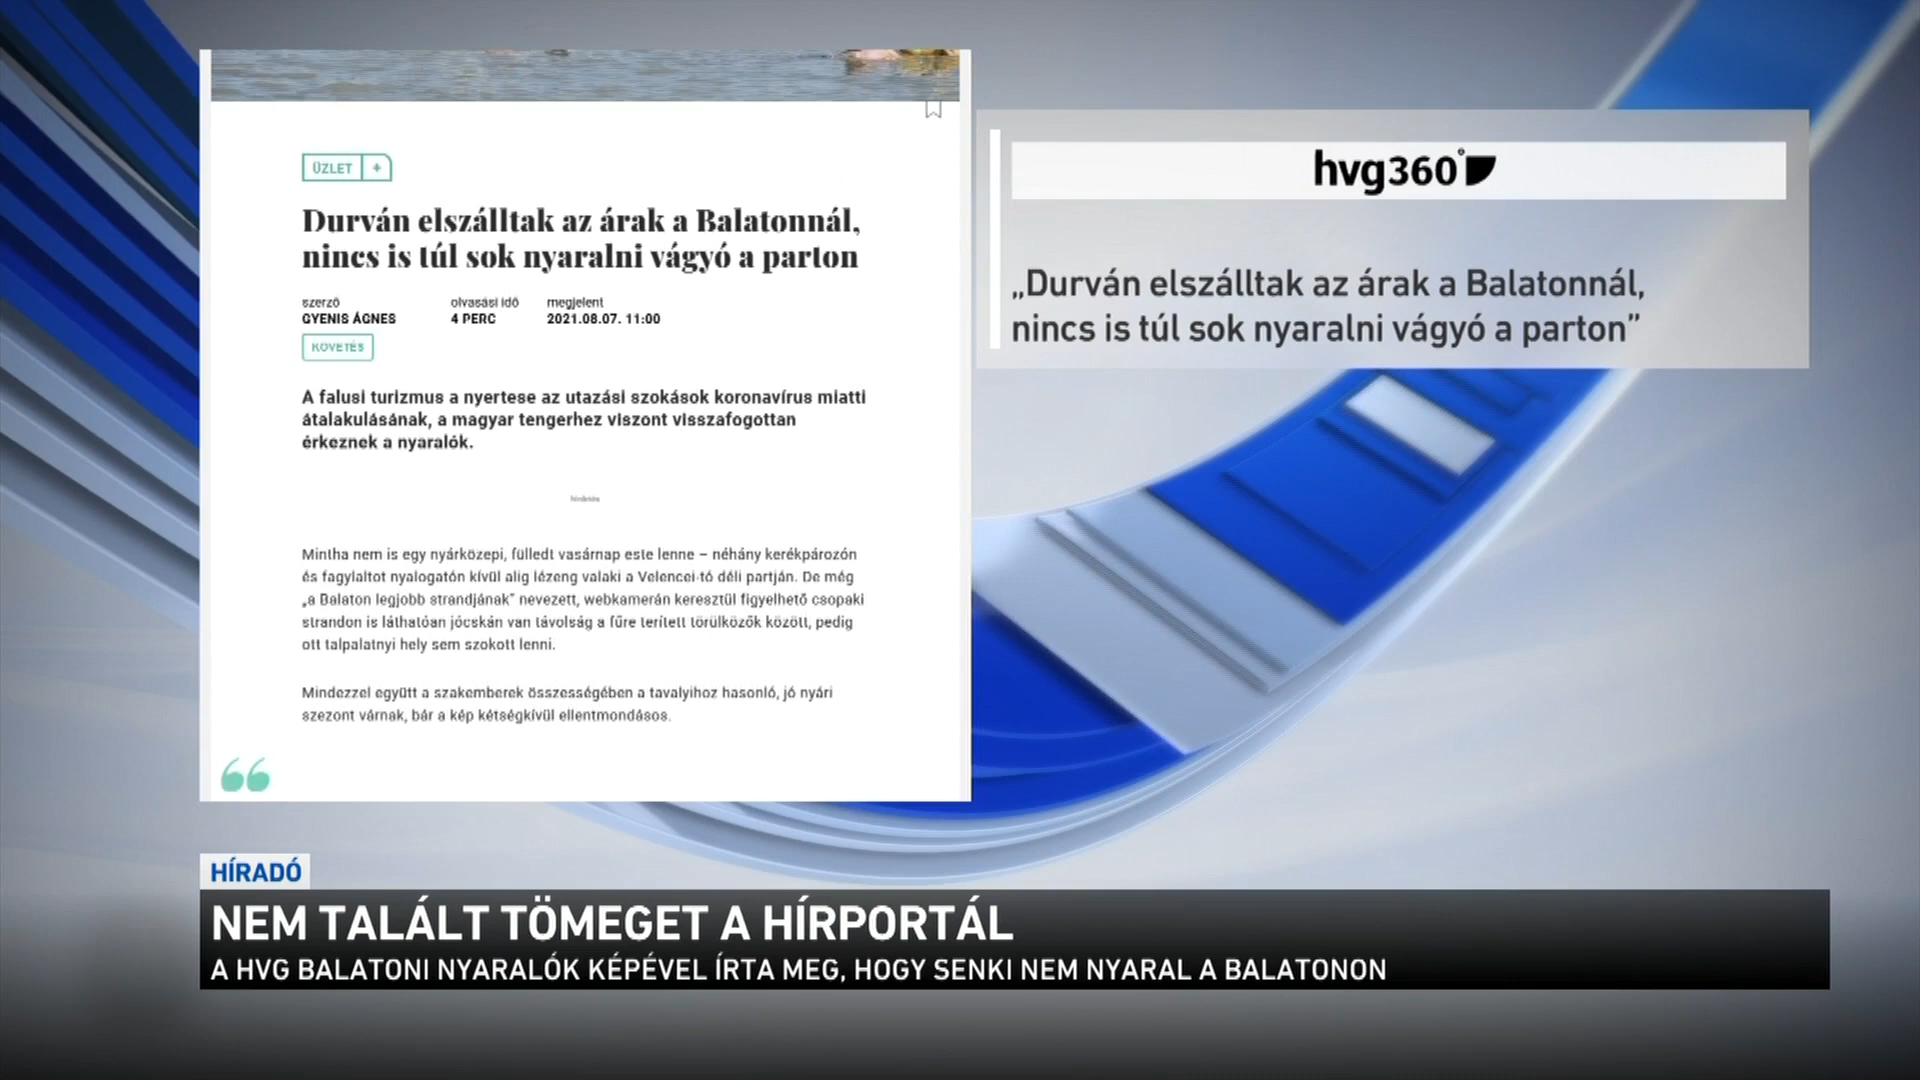 ÜZLET +
Durván elszálltak az árak a Balatonnál,
nincs is túl sok nyaralni vágyó a parton
szerző olvasási idő megjelent
GYENIS ÁGNES 4 PERC 2021.08.07. 11:00
KÖVETÉS
A falusi turizmus a nyertese az utazási szokások koronavírus miatti
átalakulásának, a magyar tengerhez viszont visszafogottan
érkeznek a nyaralók.
hirdetés
Mintha nem is egy nyárközepi, fülledt vasárnap este lenne – néhány kerékpározón
és fagylaltot nyalogatón kívül alig lézeng valaki a Velencei-tó déli partján. De még
„a Balaton legjobb strandjának” nevezett, webkamerán keresztül figyelhető csopaki
strandon is láthatóan jócskán van távolság a fűre terített törülközők között, pedig
ott talpalatnyi hely sem szokott lenni.
Mindezzel együtt a szakemberek összességében a tavalyihoz hasonló, jó nyári
szezont várnak, bár a kép kétségkívül ellentmondásos.
hvg360°
„Durván elszálltak az árak a Balatonnál,
nincs is túl sok nyaralni vágyó a parton”
HÍRADÓ
NEM TALÁLT TÖMEGET A HÍRPORTÁL
A HVG BALATONI NYARALÓK KÉPÉVEL ÍRTA MEG, HOGY SENKI NEM NYARAL A BALATONON